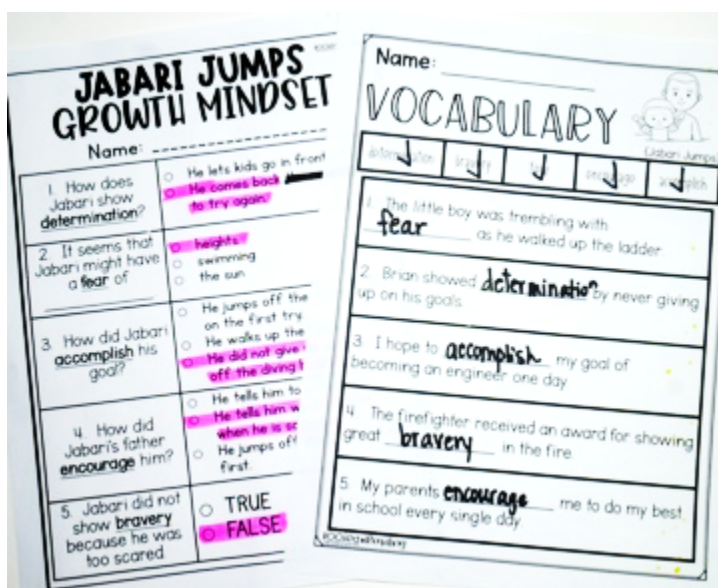 JABARI JUMPS
GROWTH MINDSET
Name:
1. How does
Jabari show
determination?
He lets kids go in front
He comes back
to try again.
2. It seems that
Jabari might have
a fear of
heights
swimming
the sun
3. How did Jabari
accomplish his
goal?
He jumps off the
on the first try.
He walks up the
He did not give
off the diving
4. How did
Jabari's father
encourage him?
He tells him to
He tells him
when he is
He jumps off
first.
5. Jabari did not
show bravery
because he was
too scared
TRUE
FALSE
Name:
VOCABULARY
(Jabari Jumps)
determination bravery fear encourage accomplish
1. The little boy was trembling with
fear as he walked up the ladder.
2. Brian showed determination by never giving
up on his goals.
3. I hope to accomplish my goal of
becoming an engineer one day.
4. The firefighter received an award for showing
great bravery in the fire.
5. My parents encourage me to do my best
in school every single day.